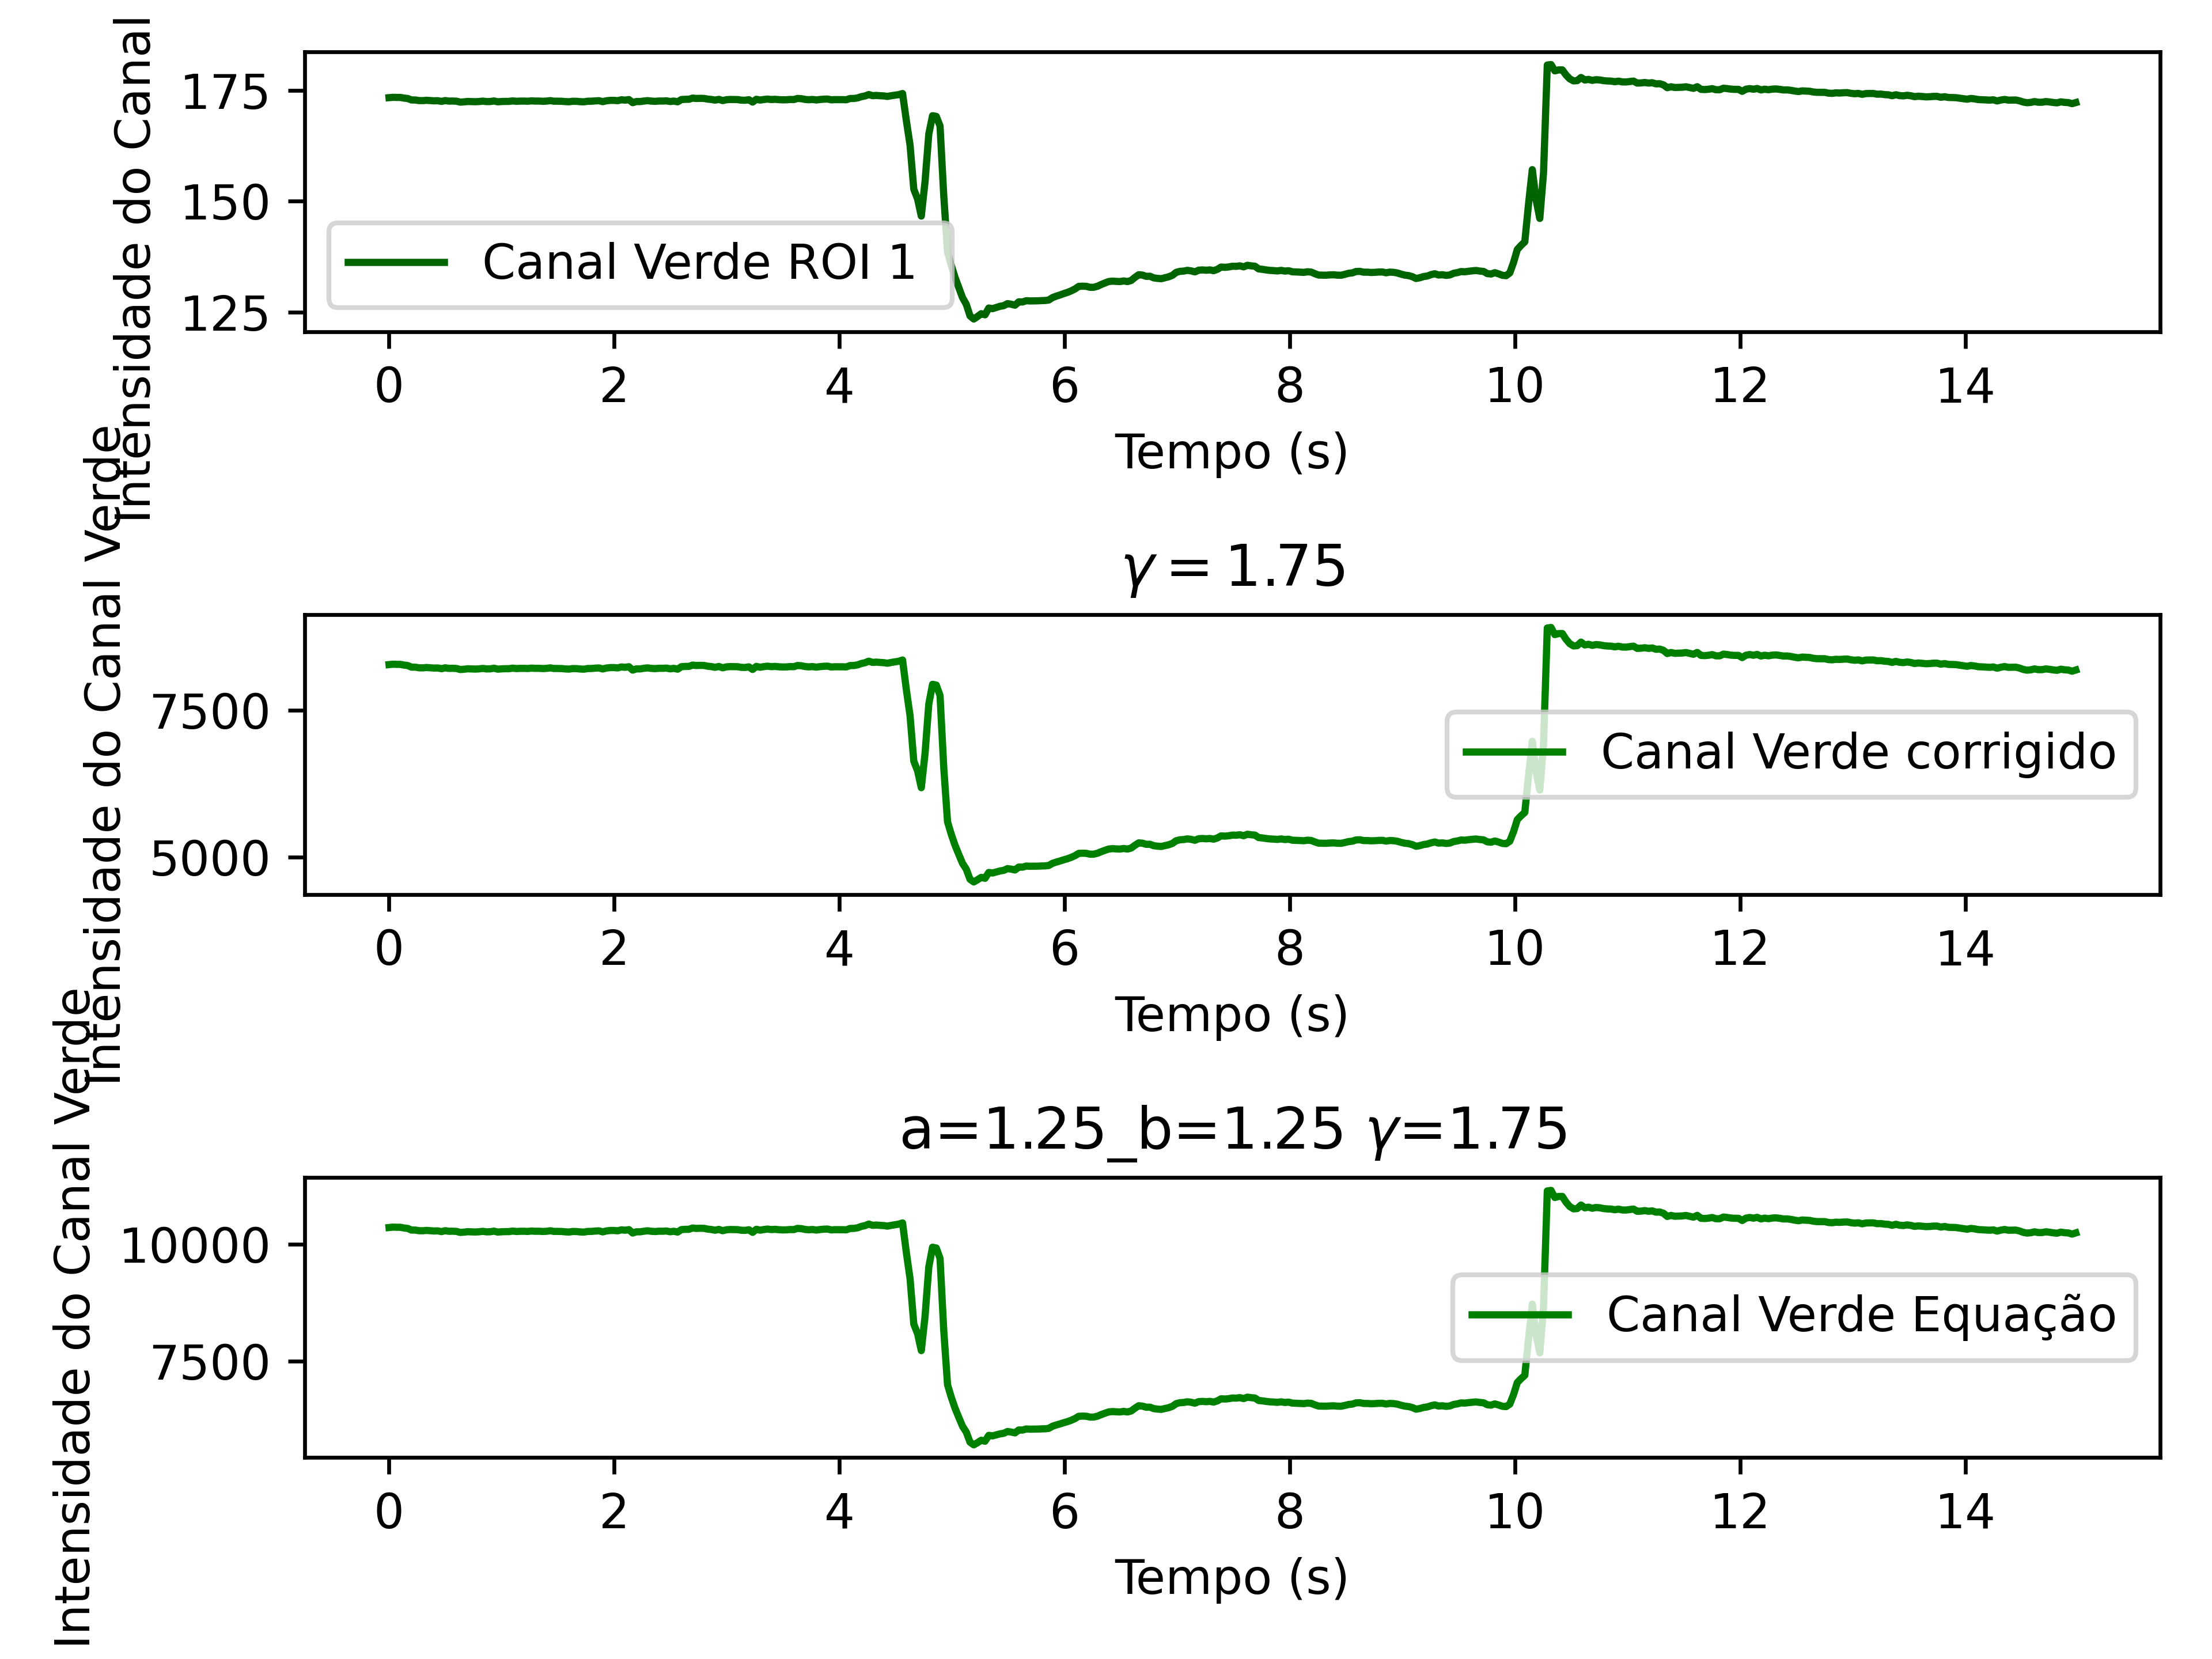 Intensidade do Canal
175
150
125
Canal Verde ROI 1
0 2 4 6 8 10 12 14
Tempo (s)
γ = 1.75
Intensidade do Canal Verde
7500
5000
Canal Verde corrigido
0 2 4 6 8 10 12 14
Tempo (s)
a=1.25_b=1.25 γ=1.75
Intensidade do Canal Verde
10000
7500
Canal Verde Equação
0 2 4 6 8 10 12 14
Tempo (s)